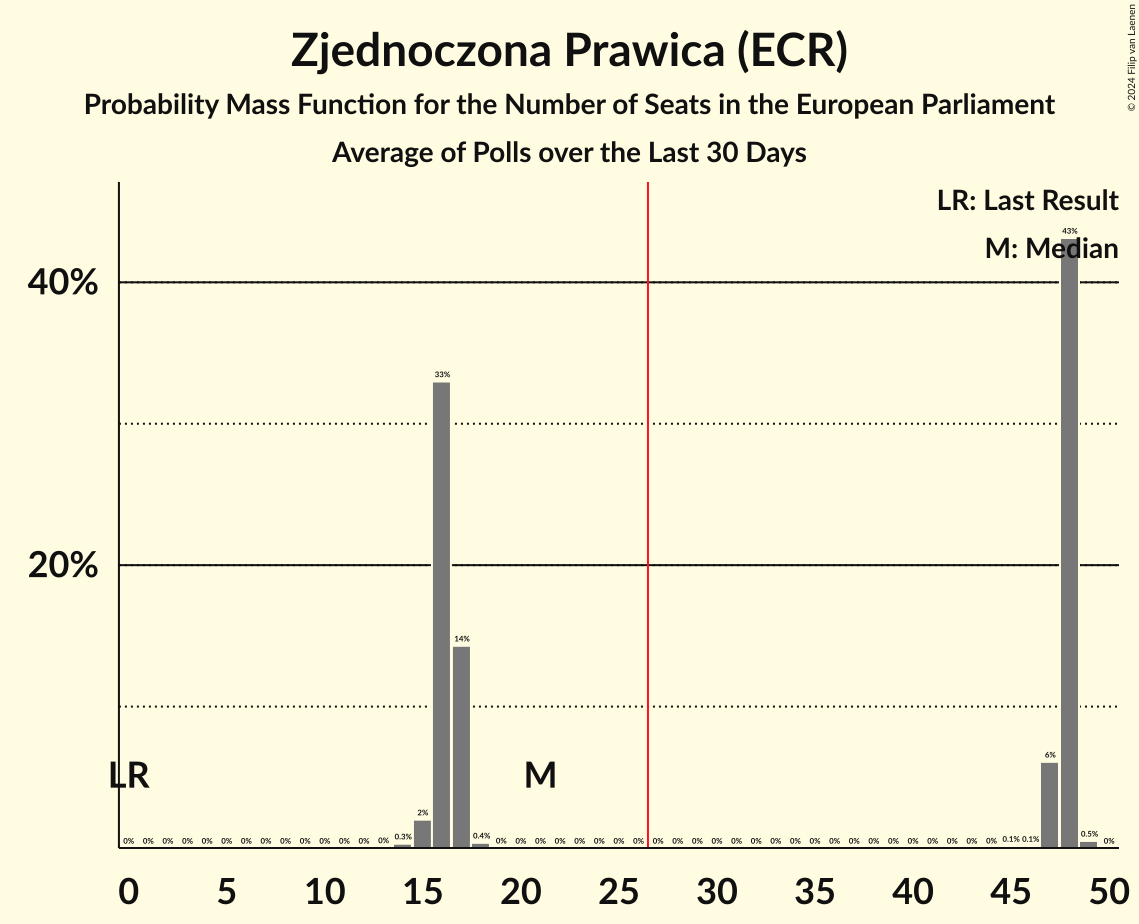 Zjednoczona Prawica (ECR)
Probability Mass Function for the Number of Seats in the European Parliament
Average of Polls over the Last 30 Days
© 2024 Filip van Laenen
LR: Last Result
M: Median
40%
20%
43%
33%
14%
6%
LR
M
0% 0% 0% 0% 0% 0% 0% 0% 0% 0% 0% 0% 0% 0% 0.3% 2% 0.4% 0% 0% 0% 0% 0% 0% 0% 0% 0% 0% 0% 0% 0% 0% 0% 0% 0% 0% 0% 0% 0% 0% 0% 0% 0% 0% 0% 0.1% 0.1% 0.5% 0%
0 5 10 15 20 25 30 35 40 45 50